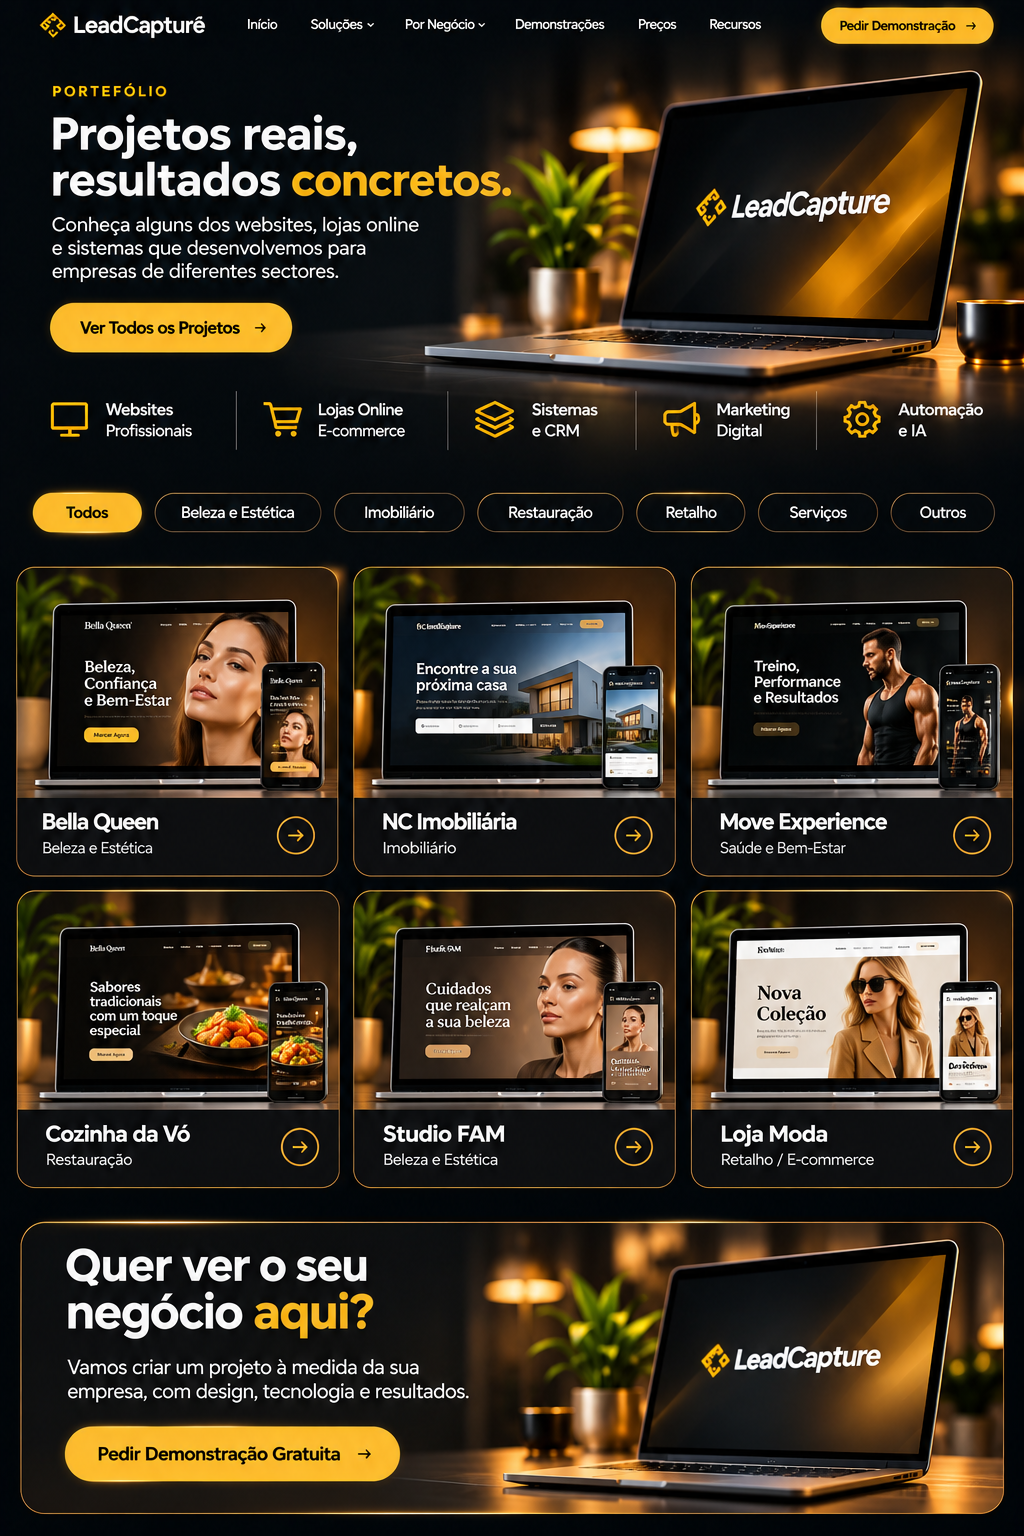 LeadCapturé
Início
Soluções
Por Negócio
Demonstrações
Preços
Recursos
Pedir Demonstração →
PORTEFÓLIO
Projetos reais,
resultados concretos.
Conheça alguns dos websites, lojas online
e sistemas que desenvolvemos para
empresas de diferentes sectores.
Ver Todos os Projetos →
LeadCapture
Websites
Profissionais
Lojas Online
E-commerce
Sistemas
e CRM
Marketing
Digital
Automação
e IA
Todos
Beleza e Estética
Imobiliário
Restauração
Retalho
Serviços
Outros
Bella Queen
Beleza,
Confiança
e Bem-Estar
Marcar Agora
Bella Queen
Beleza e Estética
Encontre a sua
próxima casa
NC Imobiliária
Imobiliário
Treino,
Performance
e Resultados
Move Experience
Saúde e Bem-Estar
Bella Queen
Sabores
tradicionais
com um toque
especial
Cozinha da Vó
Restauração
Cuidados
que realçam
a sua beleza
Studio FAM
Beleza e Estética
Nova
Coleção
Loja Moda
Retalho / E-commerce
Quer ver o seu
negócio aqui?
Vamos criar um projeto à medida da sua
empresa, com design, tecnologia e resultados.
Pedir Demonstração Gratuita →
LeadCapture